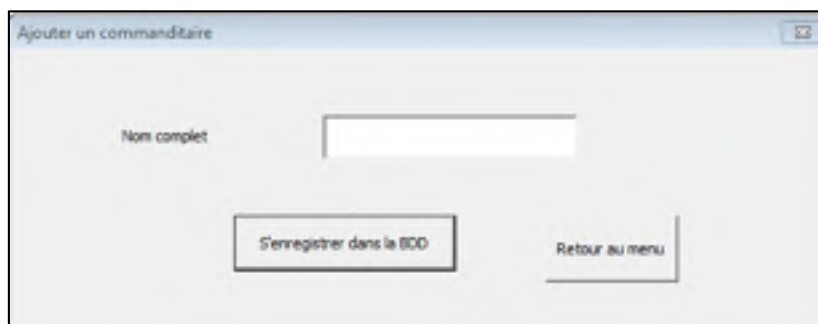 Ajouter un commanditaire
Nom complet
S'enregistrer dans la BDD
Retour au menu